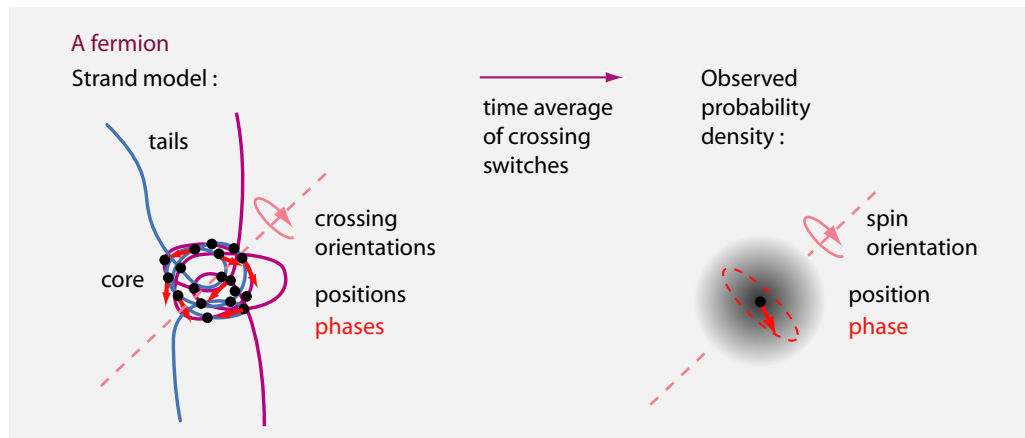 A fermion
Strand model :
tails
core
crossing
orientations
positions
phases
time average
of crossing
switches
Observed
probability
density :
spin
orientation
position
phase